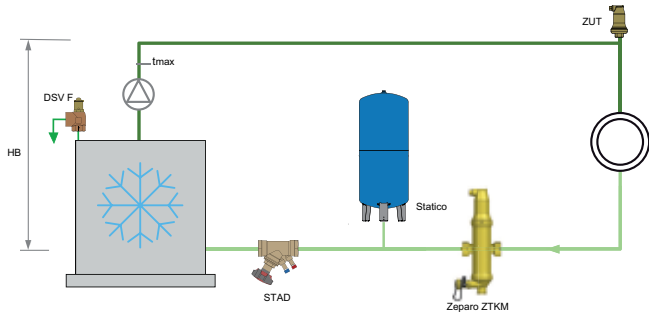 ZUT
tmax
DSV F
HB
Statico
STAD
Zeparo ZTKM